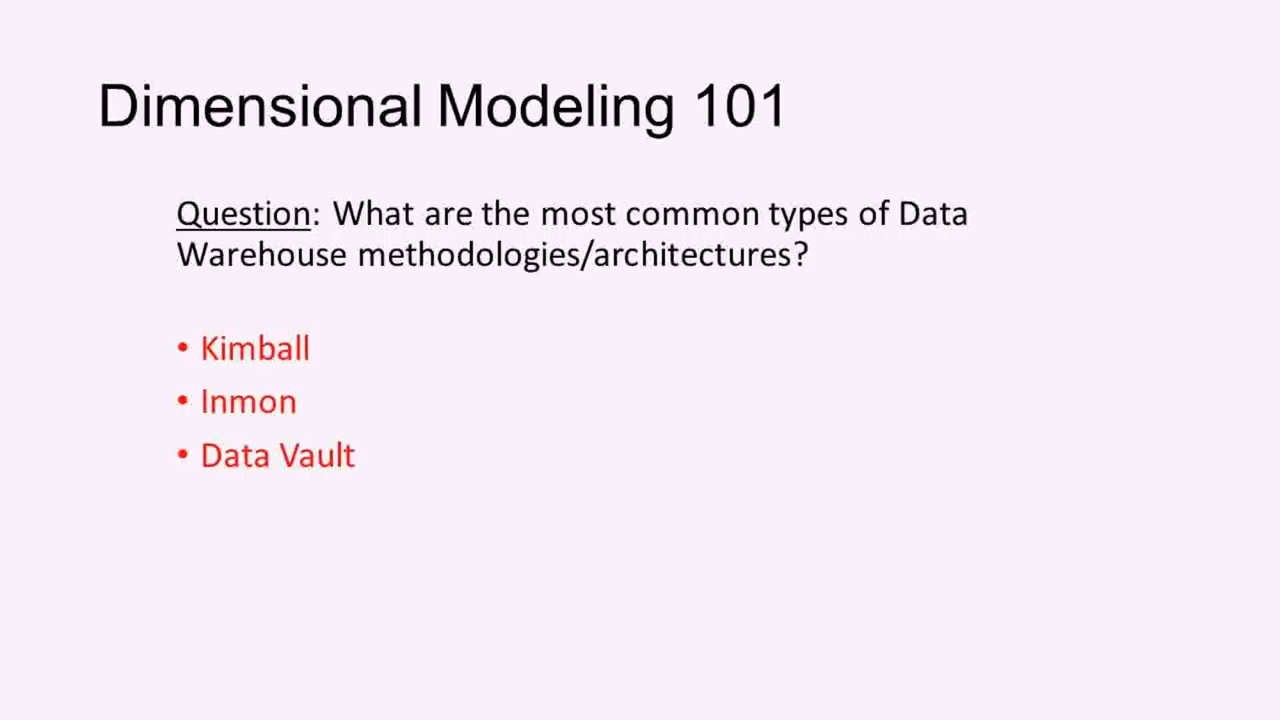 Dimensional Modeling 101
Question: What are the most common types of Data
Warehouse methodologies/architectures?
• Kimball
• Inmon
• Data Vault